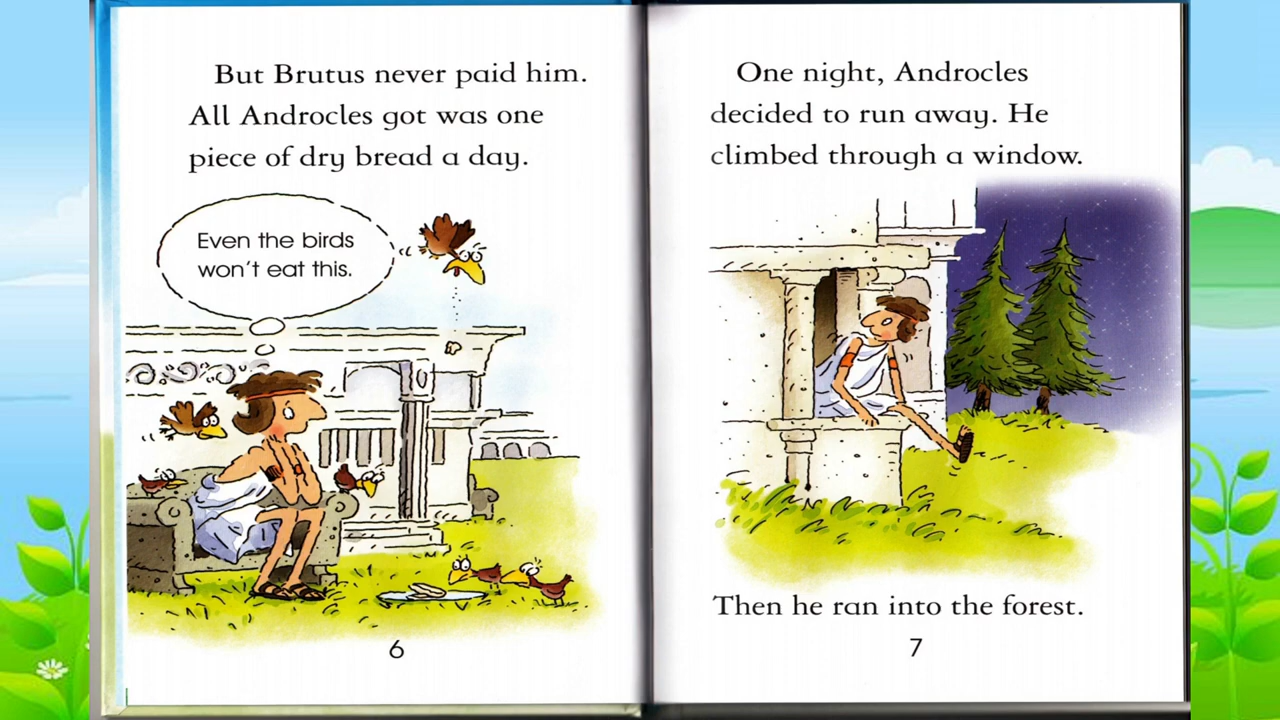 But Brutus never paid him.
All Androcles got was one
piece of dry bread a day.
Even the birds
won't eat this.
6
One night, Androcles
decided to run away. He
climbed through a window.
Then he ran into the forest.
7